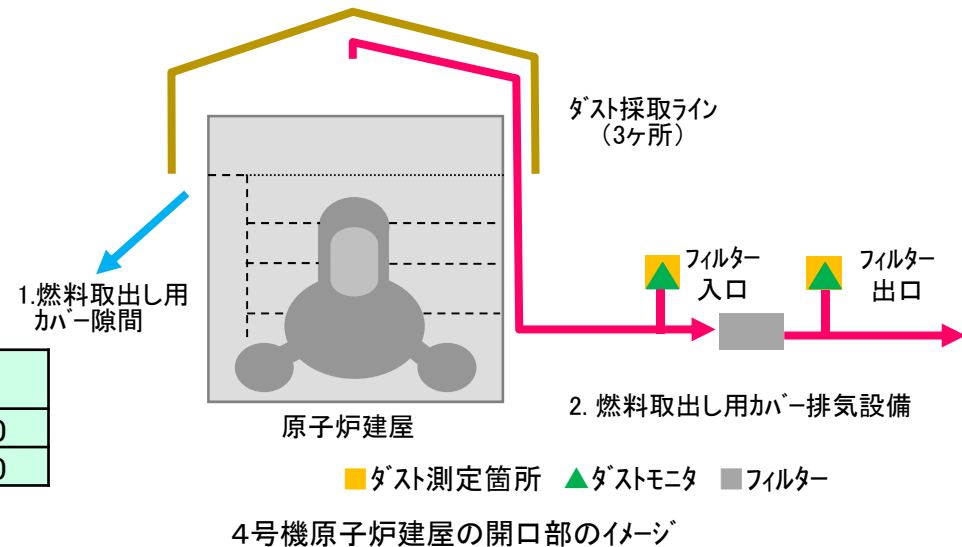 ﾀﾞｽﾄ採取ﾗｲﾝ
（3ヶ所）
ﾌｨﾙﾀｰ
入口
ﾌｨﾙﾀｰ
出口
1.燃料取出し用
ｶﾊﾞｰ隙間
0
0
原子炉建屋
2. 燃料取出し用ｶﾊﾞｰ排気設備
■ﾀﾞｽﾄ測定箇所 ▲ﾀﾞｽﾄﾓﾆﾀ ■ﾌｨﾙﾀｰ
4号機原子炉建屋の開口部のｲﾒｰｼﾞ